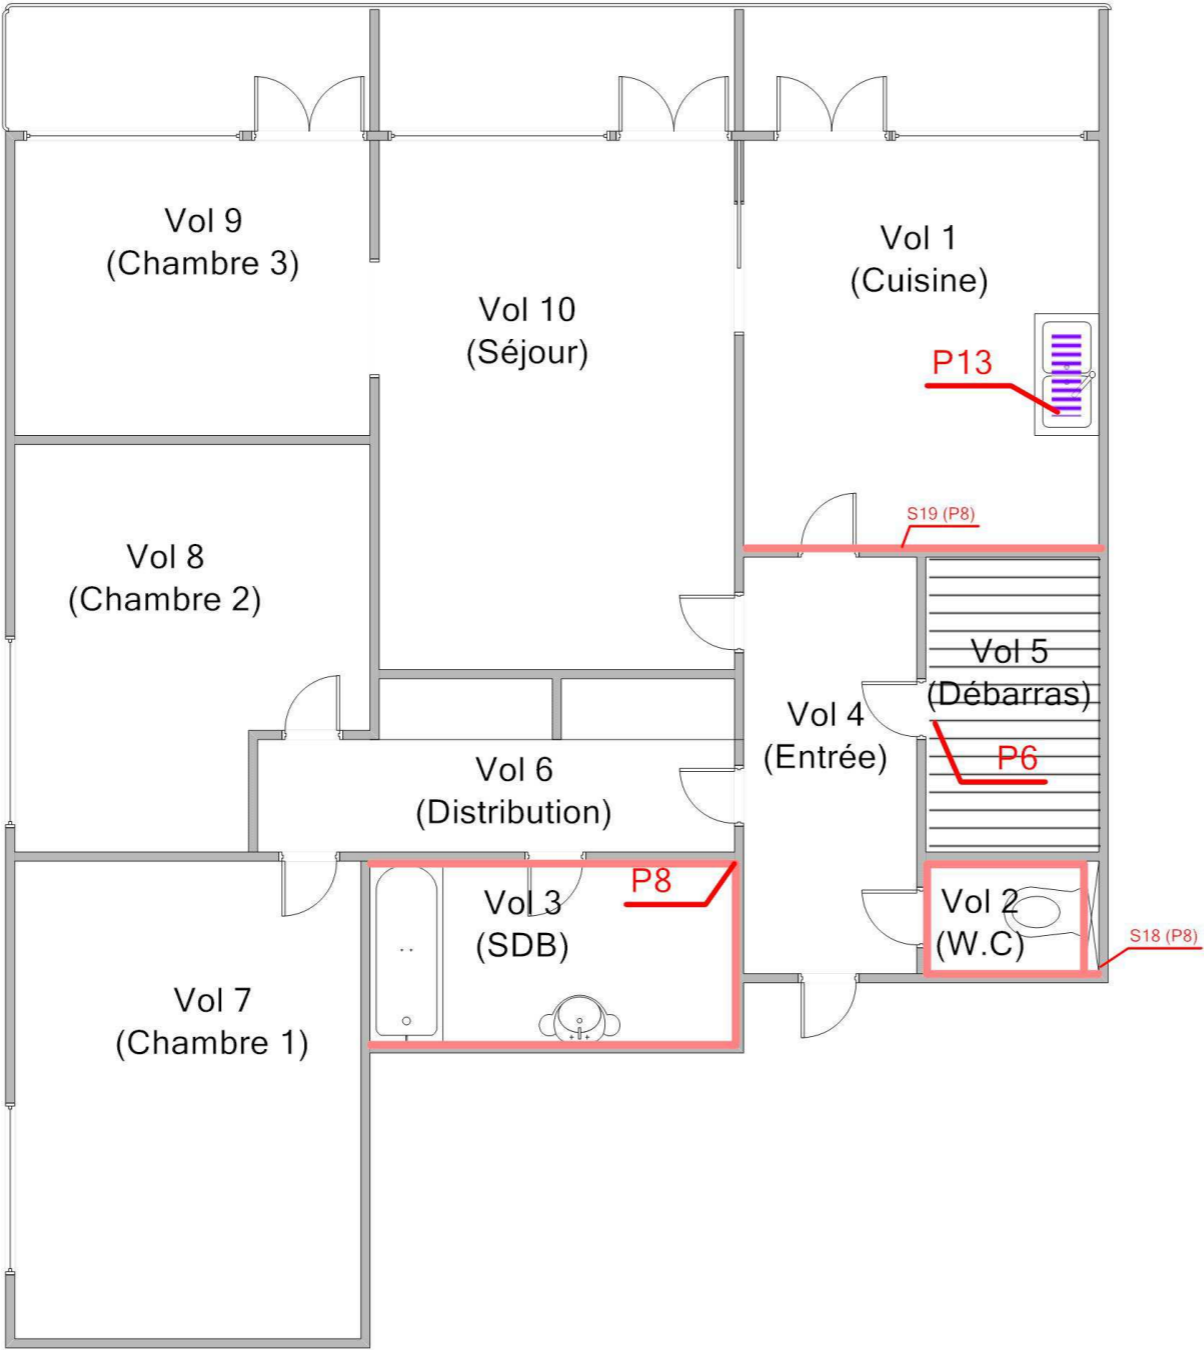 Vol 9
(Chambre 3)
Vol 1
(Cuisine)
Vol 10
(Séjour)
P13
S19 (P8)
Vol 8
(Chambre 2)
Vol 5
(Débarras)
Vol 4
(Entrée)
P6
Vol 6
(Distribution)
P8
Vol 3
(SDB)
Vol 2
(W.C)
S18 (P8)
Vol 7
(Chambre 1)